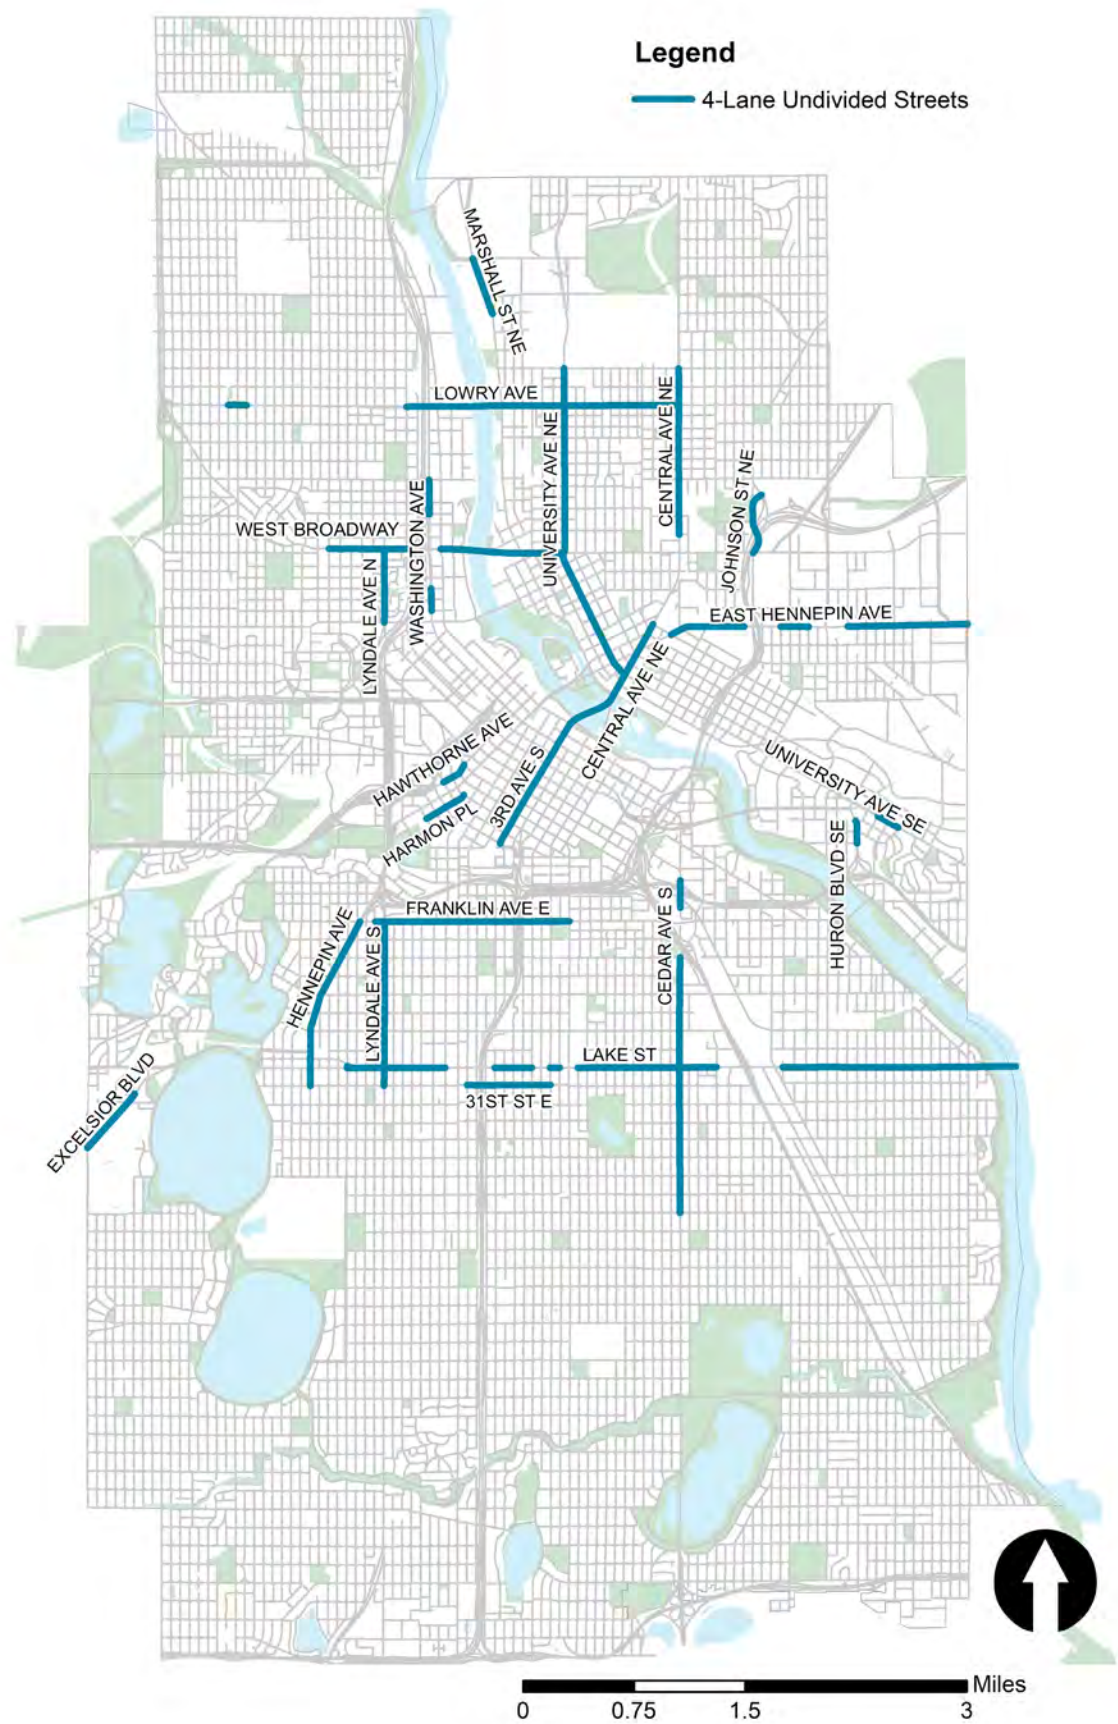 Legend
4-Lane Undivided Streets
MARSHALL ST NE
LOWRY AVE
UNIVERSITY AVE NE
CENTRAL AVE NE
JOHNSON ST NE
WASHINGTON AVE
WEST BROADWAY
LYNDALE AVE N
EAST HENNEPIN AVE
CENTRAL AVE NE
HAWTHORNE AVE
3RD AVE S
UNIVERSITY AVE SE
HARMON PL
HURON BLVD SE
FRANKLIN AVE E
CEDAR AVE S
HENNEPIN AVE
LYNDALE AVE S
LAKE ST
EXCELSIOR BLVD
31ST ST E
Miles
0 0.75 1.5 3